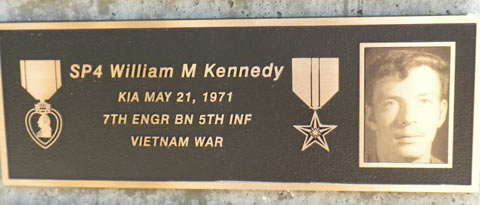 SP4 William M Kennedy
KIA MAY 21, 1971
7TH ENGR BN 5TH INF
VIETNAM WAR